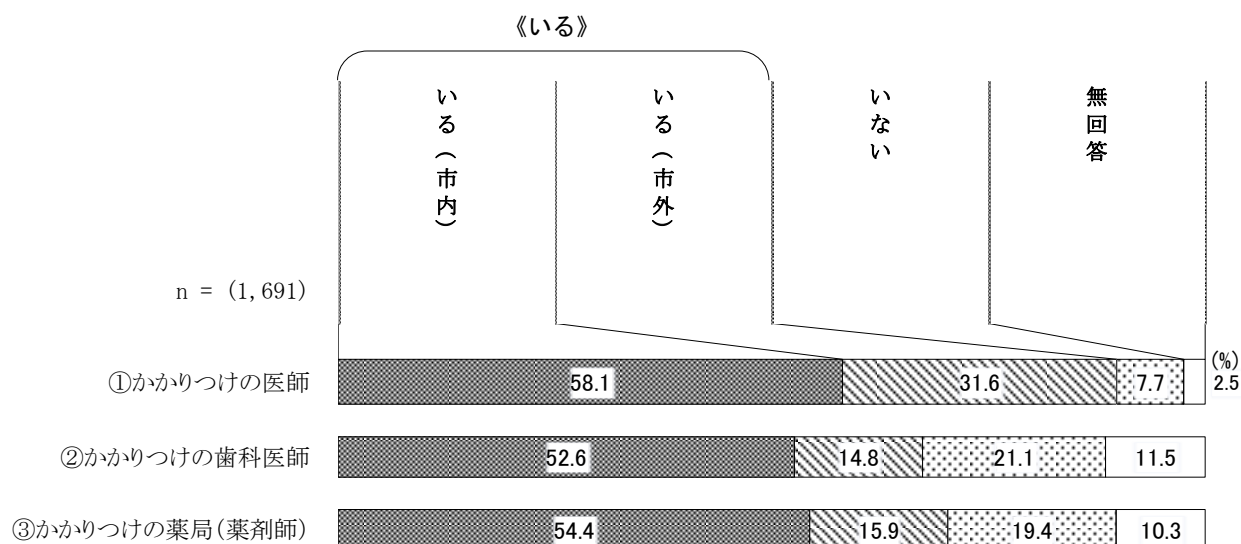 《いる》
いる（市内）
いる（市外）
いない
無回答
n = (1,691)
(%)
①かかりつけの医師
58.1
31.6
7.7
2.5
②かかりつけの歯科医師
52.6
14.8
21.1
11.5
③かかりつけの薬局(薬剤師)
54.4
15.9
19.4
10.3